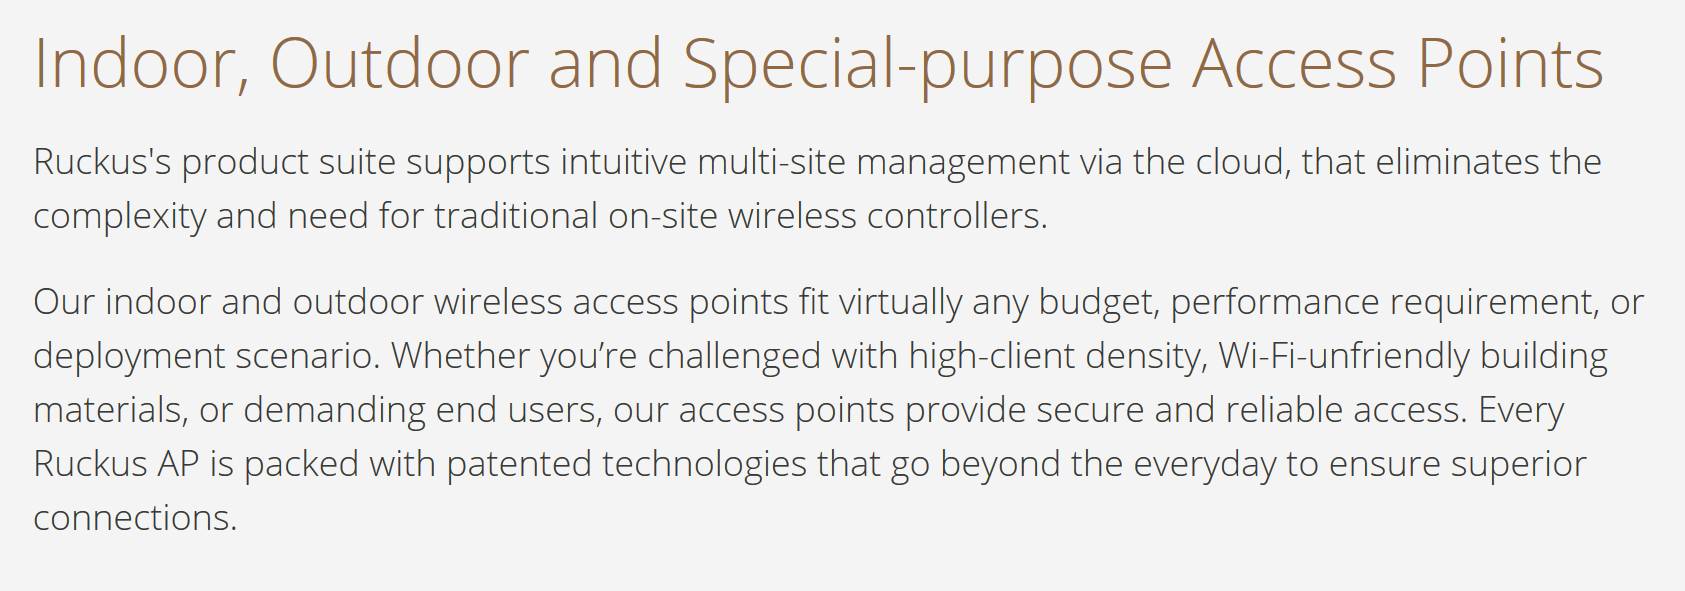 Indoor, Outdoor and Special-purpose Access Points
Ruckus's product suite supports intuitive multi-site management via the cloud, that eliminates the
complexity and need for traditional on-site wireless controllers.
Our indoor and outdoor wireless access points fit virtually any budget, performance requirement, or
deployment scenario. Whether you’re challenged with high-client density, Wi-Fi-unfriendly building
materials, or demanding end users, our access points provide secure and reliable access. Every
Ruckus AP is packed with patented technologies that go beyond the everyday to ensure superior
connections.